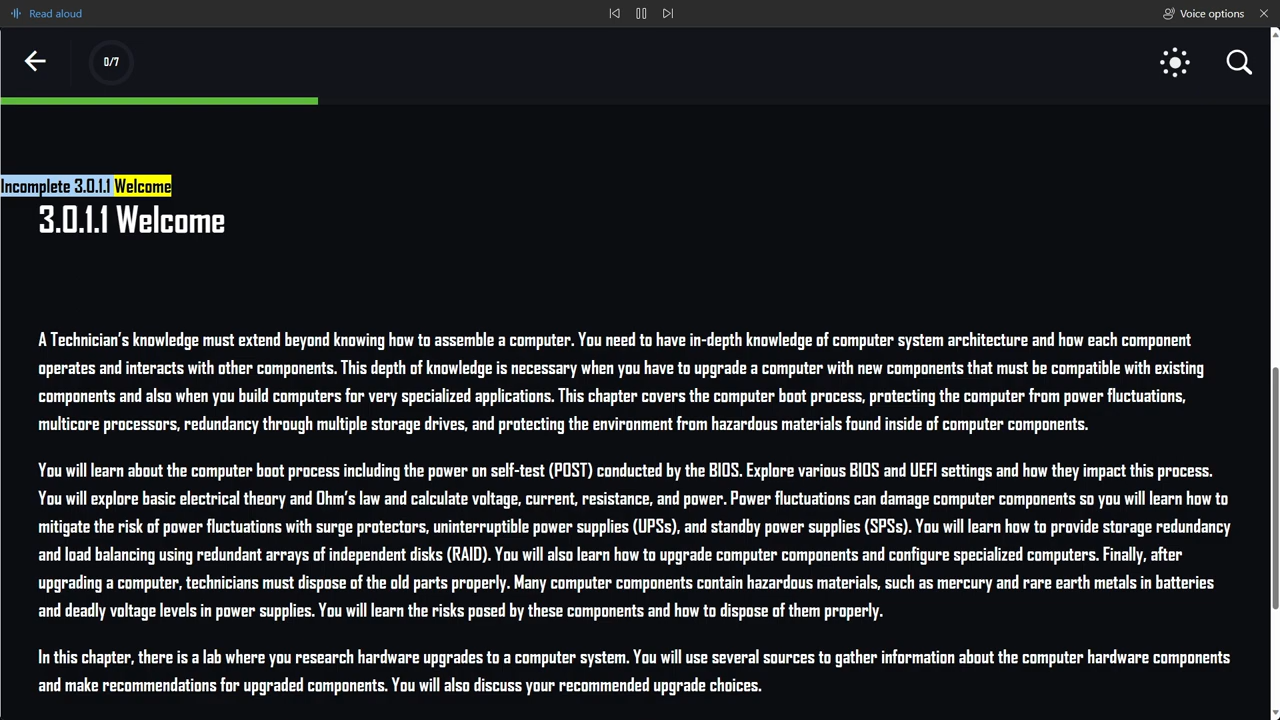 Read aloud
Voice options
0/7
Incomplete 3.0.1.1 Welcome
3.0.1.1 Welcome
A Technician’s knowledge must extend beyond knowing how to assemble a computer. You need to have in-depth knowledge of computer system architecture and how each component
operates and interacts with other components. This depth of knowledge is necessary when you have to upgrade a computer with new components that must be compatible with existing
components and also when you build computers for very specialized applications. This chapter covers the computer boot process, protecting the computer from power fluctuations,
multicore processors, redundancy through multiple storage drives, and protecting the environment from hazardous materials found inside of computer components.
You will learn about the computer boot process including the power on self-test (POST) conducted by the BIOS. Explore various BIOS and UEFI settings and how they impact this process.
You will explore basic electrical theory and Ohm’s law and calculate voltage, current, resistance, and power. Power fluctuations can damage computer components so you will learn how to
mitigate the risk of power fluctuations with surge protectors, uninterruptible power supplies (UPSs), and standby power supplies (SPSs). You will learn how to provide storage redundancy
and load balancing using redundant arrays of independent disks (RAID). You will also learn how to upgrade computer components and configure specialized computers. Finally, after
upgrading a computer, technicians must dispose of the old parts properly. Many computer components contain hazardous materials, such as mercury and rare earth metals in batteries
and deadly voltage levels in power supplies. You will learn the risks posed by these components and how to dispose of them properly.
In this chapter, there is a lab where you research hardware upgrades to a computer system. You will use several sources to gather information about the computer hardware components
and make recommendations for upgraded components. You will also discuss your recommended upgrade choices.